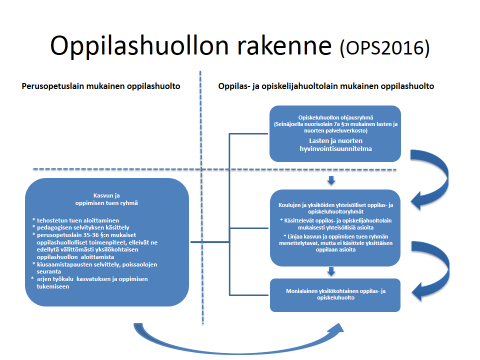 Oppilashuollon rakenne (OPS2016)
Perusopetuslain mukainen oppilashuolto
Oppilas- ja opiskelijahuoltolain mukainen oppilashuolto
Opiskeluhuollon ohjausryhmä
(Seinäjoella nuorisolain 7a §:n mukainen lasten ja
nuorten palveluverkosto)
Lasten ja nuorten
hyvinvointisuunnitelma
Kasvun ja
oppimisen tuen ryhmä
* tehostetun tuen aloittaminen
* pedagogisen selvityksen käsittely
* perusopetuslain 35-36 §:n mukaiset
oppilashuollolliset toimenpiteet, elleivät ne
edellytä välittömästi yksilökohtaisen
oppilashuollon aloittamista
* kiusaamistapausten selvittely, poissaolojen
seuranta
* arjen työkalu kasvatuksen ja oppimisen
tukemiseen
Koulujen ja yksiköiden yhteisölliset oppilas- ja
opiskeluhuoltoryhmät
* Käsittelevät oppilas- ja opiskelijahuoltolain
mukaisesti yhteisöllisiä asioita
* Linjaa kasvun ja oppimisen tuen ryhmän
menettelytavat, mutta ei käsittele yksittäisen
oppilaan asioita
Monialainen yksilökohtainen oppilas- ja
opiskeluhuolto